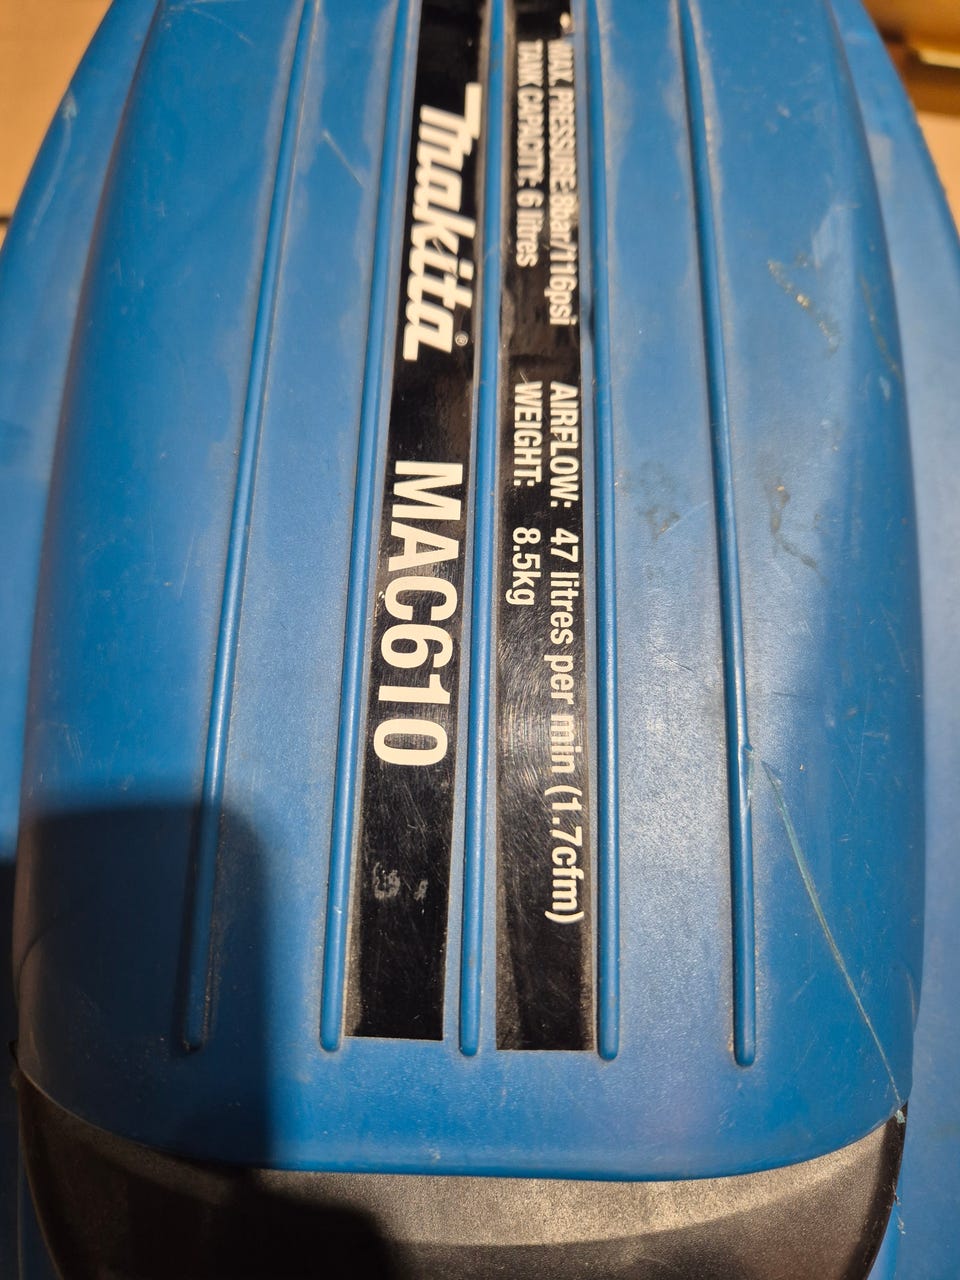 MAX. PRESSURE: 8bar/116psi AIRFLOW: 47 litres per min (1.7cfm)
TANK CAPACITY: 6 litres WEIGHT: 8.5kg
Makita® MAC610